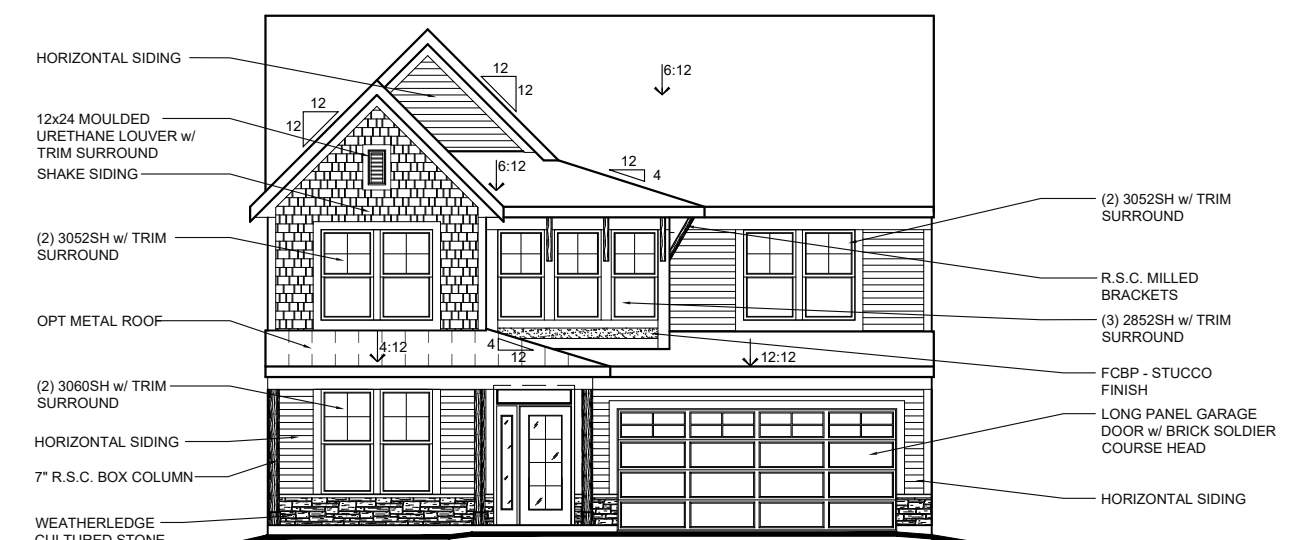 HORIZONTAL SIDING
12x24 MOULDED
URETHANE LOUVER w/
TRIM SURROUND
SHAKE SIDING
(2) 3052SH w/ TRIM
SURROUND
OPT METAL ROOF
(2) 3060SH w/ TRIM
SURROUND
HORIZONTAL SIDING
7" R.S.C. BOX COLUMN
WEATHERLEDGE
CULTURED STONE
12
12
12
12
6:12
6:12
12
4
4:12
4
12
12:12
(2) 3052SH w/ TRIM
SURROUND
R.S.C. MILLED
BRACKETS
(3) 2852SH w/ TRIM
SURROUND
FCBP - STUCCO
FINISH
LONG PANEL GARAGE
DOOR w/ BRICK SOLDIER
COURSE HEAD
HORIZONTAL SIDING